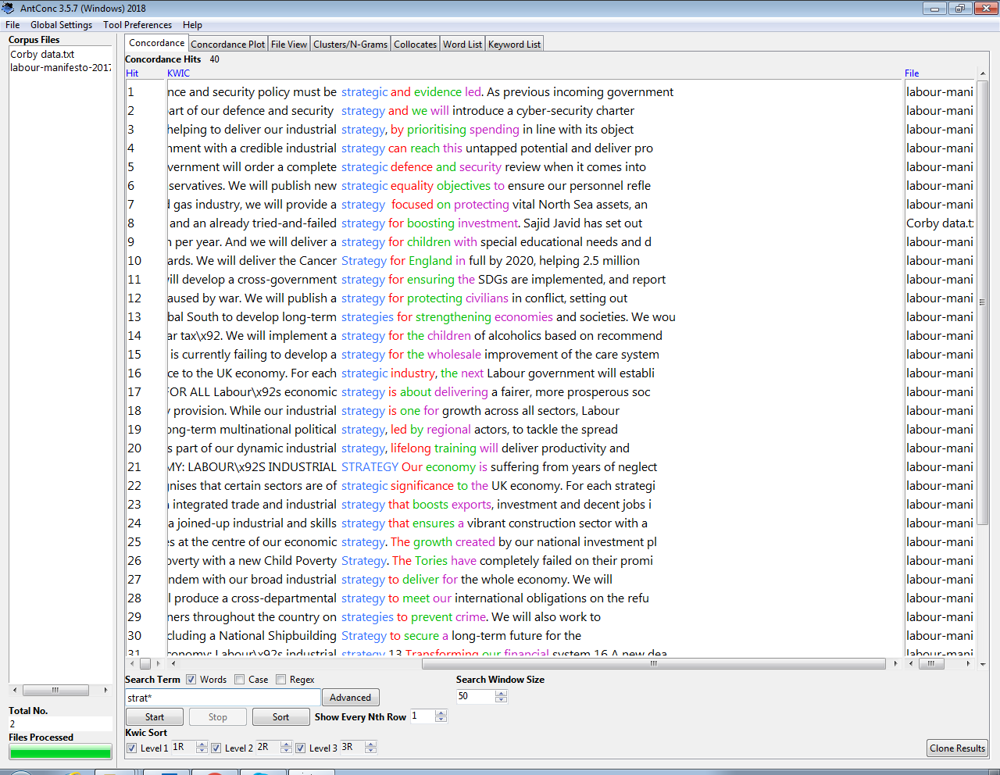 AntConc 3.5.7 (Windows) 2018
File Global Settings Tool Preferences Help
Corpus Files
Corby data.txt
labour-manifesto-2017
Concordance Concordance Plot File View Clusters/N-Grams Collocates Word List Keyword List
Concordance Hits 40
Hit KWIC File
1 nce and security policy must be strategic and evidence led. As previous incoming government labour-mani
2 art of our defence and security strategy and we will introduce a cyber-security charter labour-mani
3 helping to deliver our industrial strategy, by prioritising spending in line with its object labour-mani
4 nment with a credible industrial strategy can reach this untapped potential and deliver pro labour-mani
5 vernment will order a complete strategic defence and security review when it comes into labour-mani
6 servatives. We will publish new strategic equality objectives to ensure our personnel refle labour-mani
7 d gas industry, we will provide a strategy focused on protecting vital North Sea assets, an labour-mani
8 and an already tried-and-failed strategy for boosting investment. Sajid Javid has set out Corby data.t
9 n per year. And we will deliver a strategy for children with special educational needs and d labour-mani
10 ards. We will deliver the Cancer Strategy for England in full by 2020, helping 2.5 million labour-mani
11 ill develop a cross-government strategy for ensuring the SDGs are implemented, and report labour-mani
12 aused by war. We will publish a strategy for protecting civilians in conflict, setting out labour-mani
13 bal South to develop long-term strategies for strengthening economies and societies. We wou labour-mani
14 ar tax\x92. We will implement a strategy for the children of alcoholics based on recommend labour-mani
15 is currently failing to develop a strategy for the wholesale improvement of the care system labour-mani
16 ce to the UK economy. For each strategic industry, the next Labour government will establi labour-mani
17 FOR ALL Labour\x92s economic strategy is about delivering a fairer, more prosperous soc labour-mani
18 y provision. While our industrial strategy is one for growth across all sectors, Labour labour-mani
19 ong-term multinational political strategy, led by regional actors, to tackle the spread labour-mani
20 s part of our dynamic industrial strategy, lifelong training will deliver productivity and labour-mani
21 MY: LABOUR\x92S INDUSTRIAL STRATEGY Our economy is suffering from years of neglect labour-mani
22 gnises that certain sectors are of strategic significance to the UK economy. For each strategi labour-mani
23 n integrated trade and industrial strategy that boosts exports, investment and decent jobs i labour-mani
24 a joined-up industrial and skills strategy that ensures a vibrant construction sector with a labour-mani
25 es at the centre of our economic strategy. The growth created by our national investment pl labour-mani
26 overty with a new Child Poverty Strategy. The Tories have completely failed on their promi labour-mani
27 ndem with our broad industrial strategy to deliver for the whole economy. We will labour-mani
28 l produce a cross-departmental strategy to meet our international obligations on the refu labour-mani
29 ners throughout the country on strategies to prevent crime. We will also work to labour-mani
30 cluding a National Shipbuilding Strategy to secure a long-term future for the labour-mani
31 conomy: Labour\x92s industrial strategy 13 Transforming our financial system 16 A new dea labour-mani
Search Term Words Case Regex Search Window Size
strat* Advanced 50
Start Stop Sort Show Every Nth Row 1
Kwic Sort
Level 1 1R Level 2 2R Level 3 3R Clone Results
Total No.
2
Files Processed